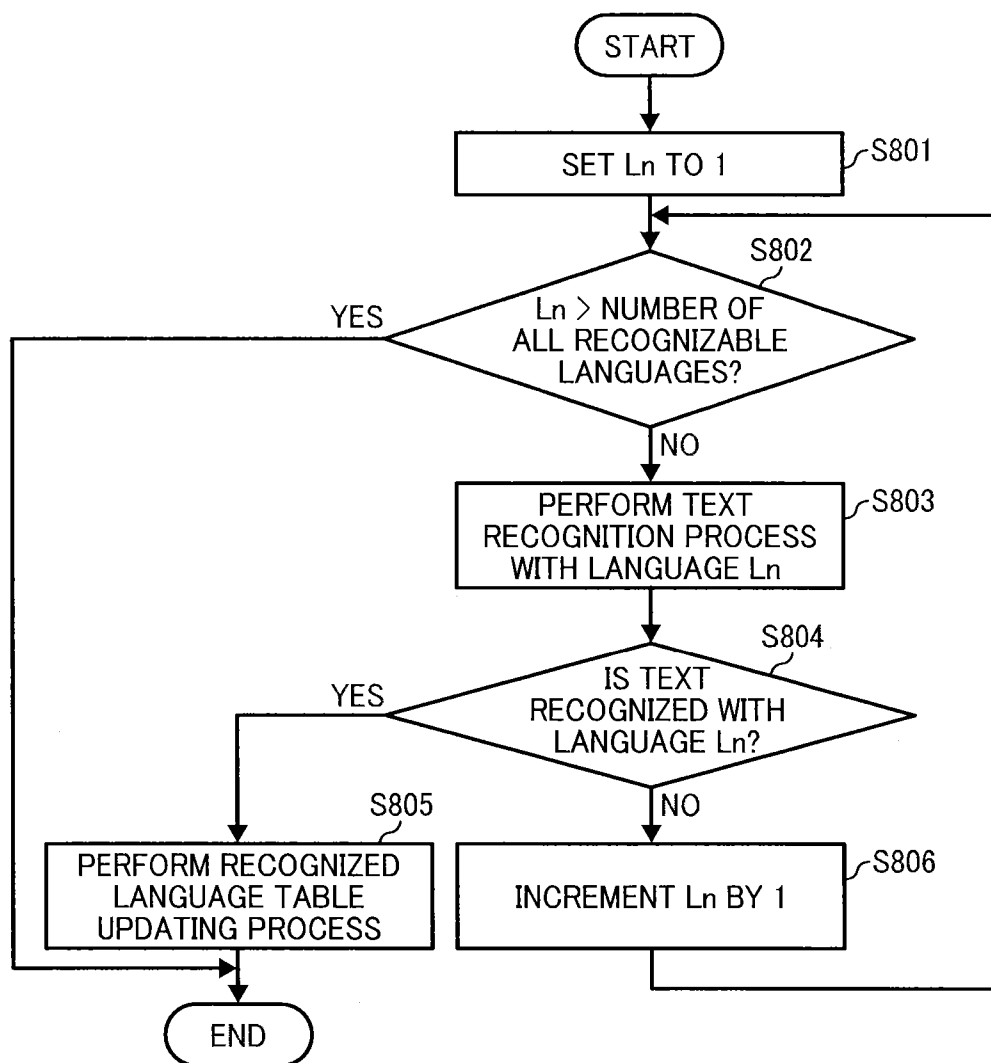 START
SET Ln TO 1
S801
S802
Ln > NUMBER OF
ALL RECOGNIZABLE
LANGUAGES?
YES
NO
PERFORM TEXT
RECOGNITION PROCESS
WITH LANGUAGE Ln
S803
S804
IS TEXT
RECOGNIZED WITH
LANGUAGE Ln?
YES
NO
S805
PERFORM RECOGNIZED
LANGUAGE TABLE
UPDATING PROCESS
INCREMENT Ln BY 1
S806
END